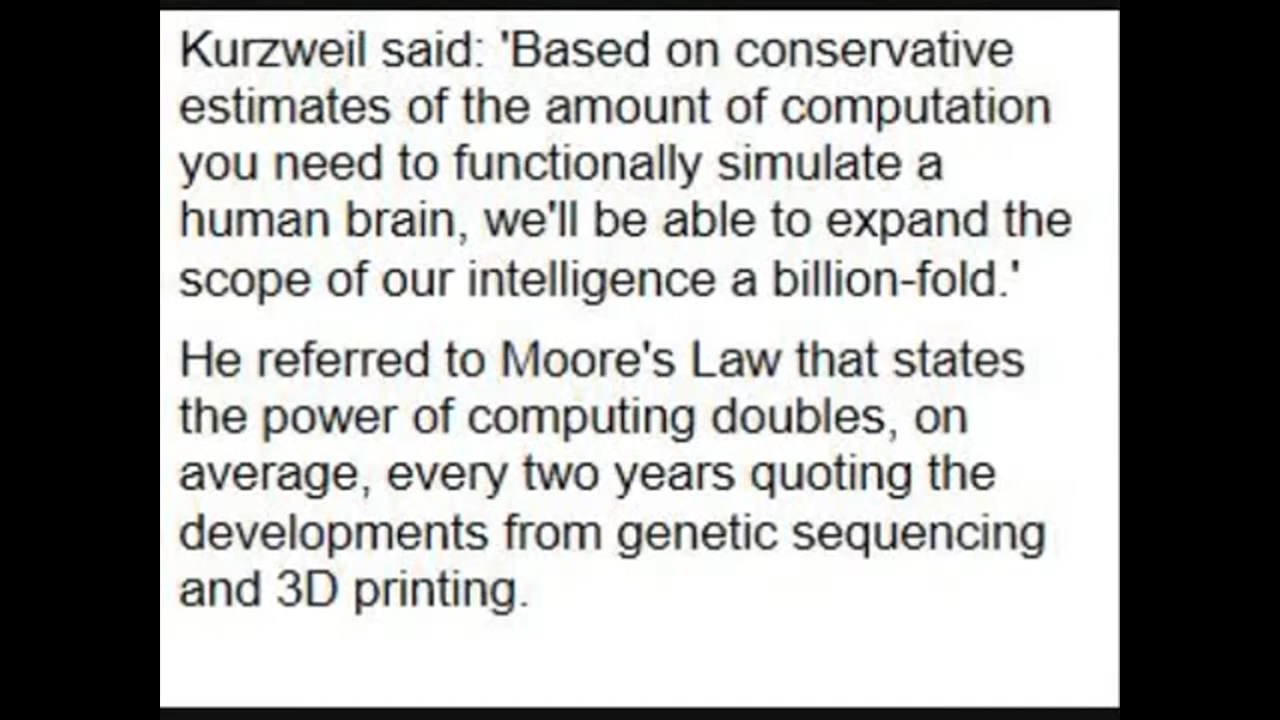 Kurzweil said: 'Based on conservative
estimates of the amount of computation
you need to functionally simulate a
human brain, we'll be able to expand the
scope of our intelligence a billion-fold.'
He referred to Moore's Law that states
the power of computing doubles, on
average, every two years quoting the
developments from genetic sequencing
and 3D printing.